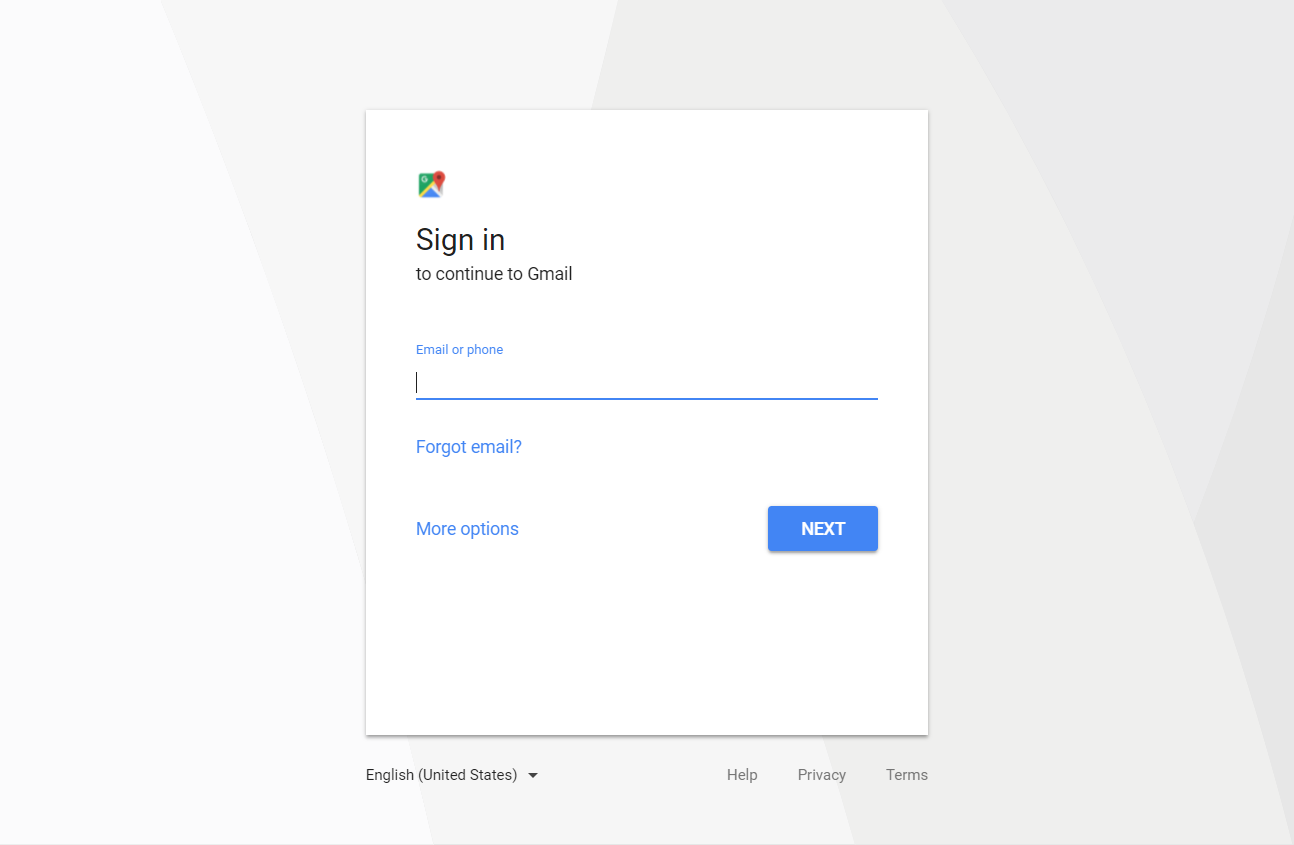 Sign in
to continue to Gmail
Email or phone
Forgot email?
More options
NEXT
English (United States)
Help
Privacy
Terms